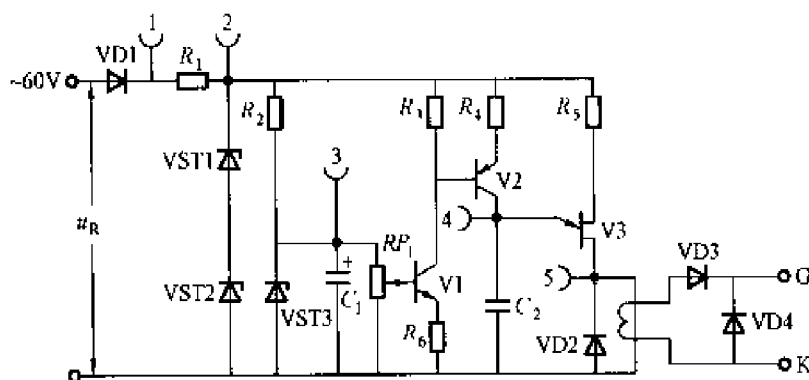 1
2
VD1
R1
~60V
R2
R3
R4
R5
VST1
3
V2
uR
4
V3
RP1
VD3
+
V1
5
G
VST2
C1
VST3
C2
VD4
R6
VD2
K